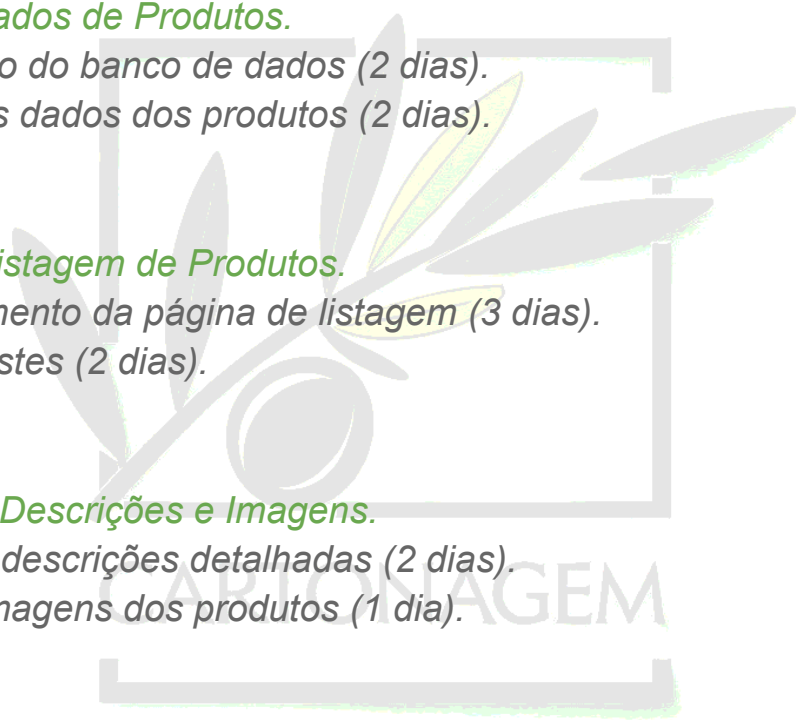 ados de Produtos.
o do banco de dados (2 dias).
s dados dos produtos (2 dias).
istagem de Produtos.
mento da página de listagem (3 dias).
stes (2 dias).
Descrições e Imagens.
descrições detalhadas (2 dias).
magens dos produtos (1 dia).
CARTONAGEM